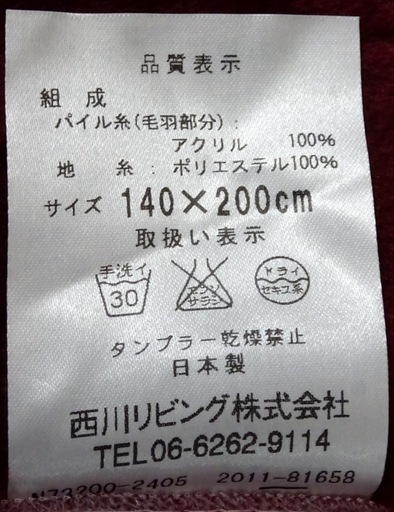 品質表示
組 成
パイル糸(毛羽部分):
アクリル 100%
地 糸:ポリエステル100%
サイズ 140×200cm
取扱い表示
手洗イ
30
エンソ
サラシ
ドライ
セキユ系
タンブラー乾燥禁止
日本製
西川リビング株式会社
TEL06-6262-9114
N73200-2405 2011-81658